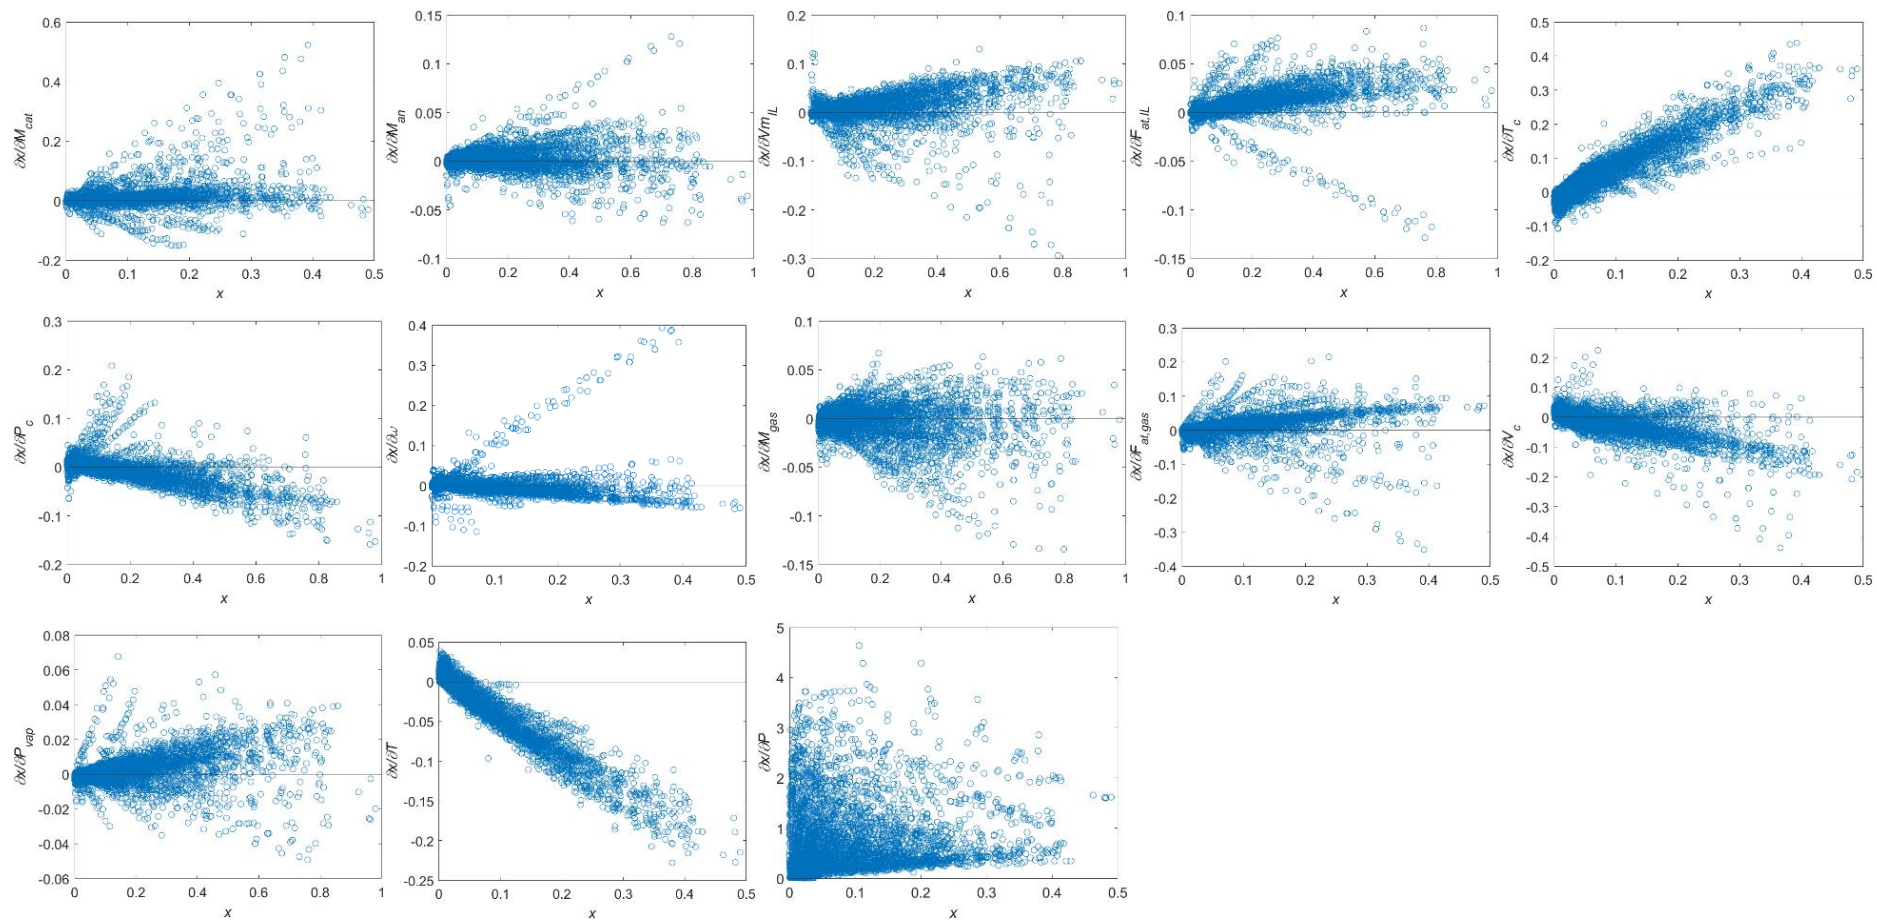 ∂x/∂M_cat
0.6
0.4
0.2
0
-0.2
0 0.1 0.2 0.3 0.4 0.5
x
∂x/∂M_an
0.15
0.1
0.05
0
-0.05
-0.1
0 0.2 0.4 0.6 0.8 1
x
∂x/∂Vm_IL
0.2
0.1
0
-0.1
-0.2
-0.3
0 0.2 0.4 0.6 0.8 1
x
∂x/∂F_at,IL
0.1
0.05
0
-0.05
-0.1
-0.15
0 0.2 0.4 0.6 0.8 1
x
∂x/∂T_c
0.5
0.4
0.3
0.2
0.1
0
-0.1
-0.2
0 0.1 0.2 0.3 0.4 0.5
x
∂x/∂P_c
0.3
0.2
0.1
0
-0.1
-0.2
0 0.2 0.4 0.6 0.8 1
x
∂x/∂ω
0.4
0.3
0.2
0.1
0
-0.1
-0.2
0 0.1 0.2 0.3 0.4 0.5
x
∂x/∂M_gas
0.1
0.05
0
-0.05
-0.1
-0.15
0 0.2 0.4 0.6 0.8 1
x
∂x/∂F_at,gas
0.3
0.2
0.1
0
-0.1
-0.2
-0.3
-0.4
0 0.1 0.2 0.3 0.4 0.5
x
∂x/∂V_c
0.2
0.1
0
-0.1
-0.2
-0.3
-0.4
-0.5
0 0.1 0.2 0.3 0.4 0.5
x
∂x/∂P_vap
0.08
0.06
0.04
0.02
0
-0.02
-0.04
-0.06
0 0.2 0.4 0.6 0.8 1
x
∂x/∂T
0.05
0
-0.05
-0.1
-0.15
-0.2
-0.25
0 0.1 0.2 0.3 0.4 0.5
x
∂x/∂P
5
4
3
2
1
0
0 0.1 0.2 0.3 0.4 0.5
x